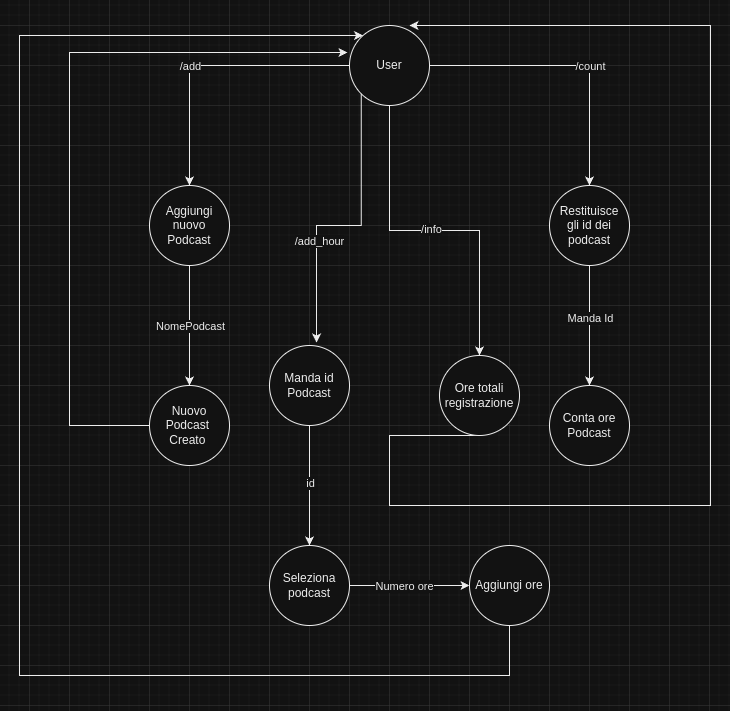 User
/add
/count
Aggiungi
nuovo
Podcast
Restituisce
gli id dei
podcast
/add_hour
/info
NomePodcast
Manda Id
Manda id
Podcast
Ore totali
registrazione
Nuovo
Podcast
Creato
Conta ore
Podcast
id
Seleziona
podcast
Numero ore
Aggiungi ore